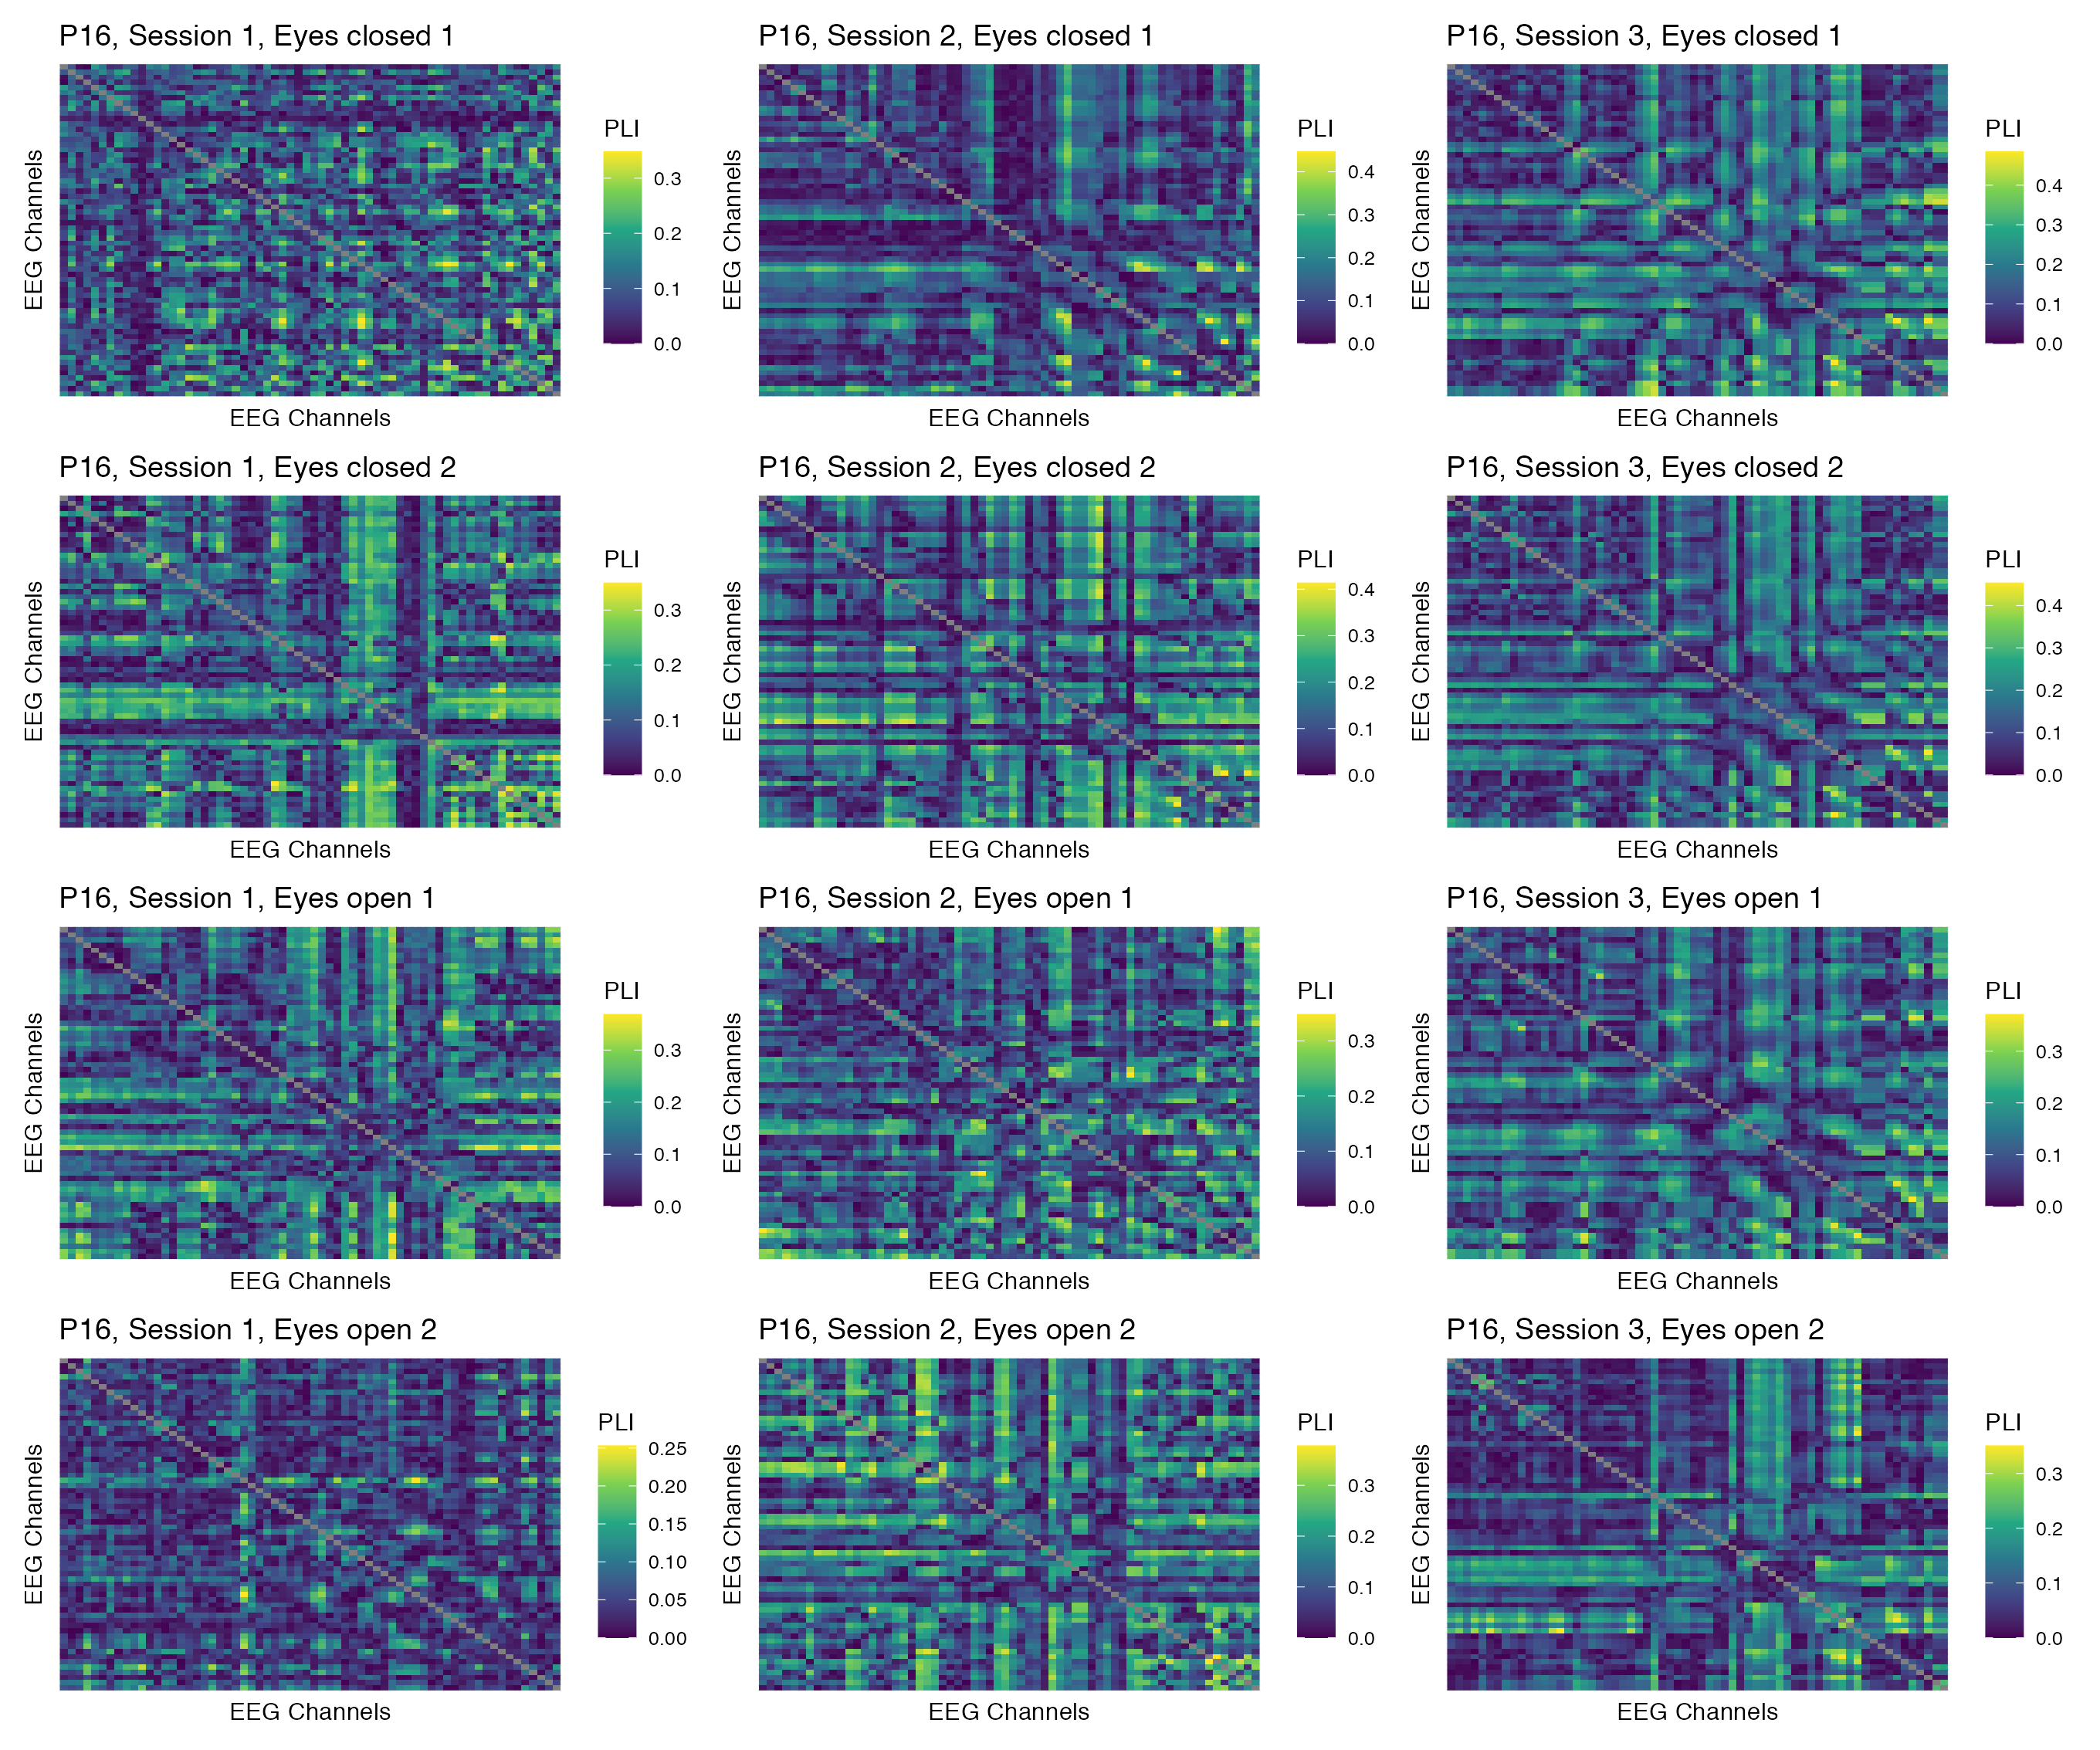 P16, Session 1, Eyes closed 1
EEG Channels
EEG Channels
PLI
0.3
0.2
0.1
0.0
P16, Session 2, Eyes closed 1
EEG Channels
EEG Channels
PLI
0.4
0.3
0.2
0.1
0.0
P16, Session 3, Eyes closed 1
EEG Channels
EEG Channels
PLI
0.4
0.3
0.2
0.1
0.0
P16, Session 1, Eyes closed 2
EEG Channels
EEG Channels
PLI
0.3
0.2
0.1
0.0
P16, Session 2, Eyes closed 2
EEG Channels
EEG Channels
PLI
0.4
0.3
0.2
0.1
0.0
P16, Session 3, Eyes closed 2
EEG Channels
EEG Channels
PLI
0.4
0.3
0.2
0.1
0.0
P16, Session 1, Eyes open 1
EEG Channels
EEG Channels
PLI
0.3
0.2
0.1
0.0
P16, Session 2, Eyes open 1
EEG Channels
EEG Channels
PLI
0.3
0.2
0.1
0.0
P16, Session 3, Eyes open 1
EEG Channels
EEG Channels
PLI
0.3
0.2
0.1
0.0
P16, Session 1, Eyes open 2
EEG Channels
EEG Channels
PLI
0.25
0.20
0.15
0.10
0.05
0.00
P16, Session 2, Eyes open 2
EEG Channels
EEG Channels
PLI
0.3
0.2
0.1
0.0
P16, Session 3, Eyes open 2
EEG Channels
EEG Channels
PLI
0.3
0.2
0.1
0.0